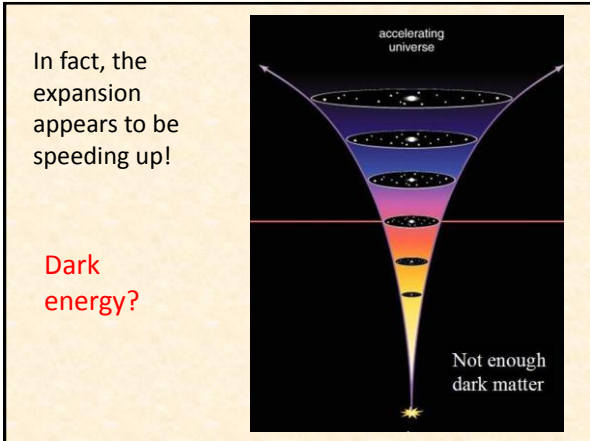 In fact, the
expansion
appears to be
speeding up!
Dark
energy?
accelerating
universe
Not enough
dark matter